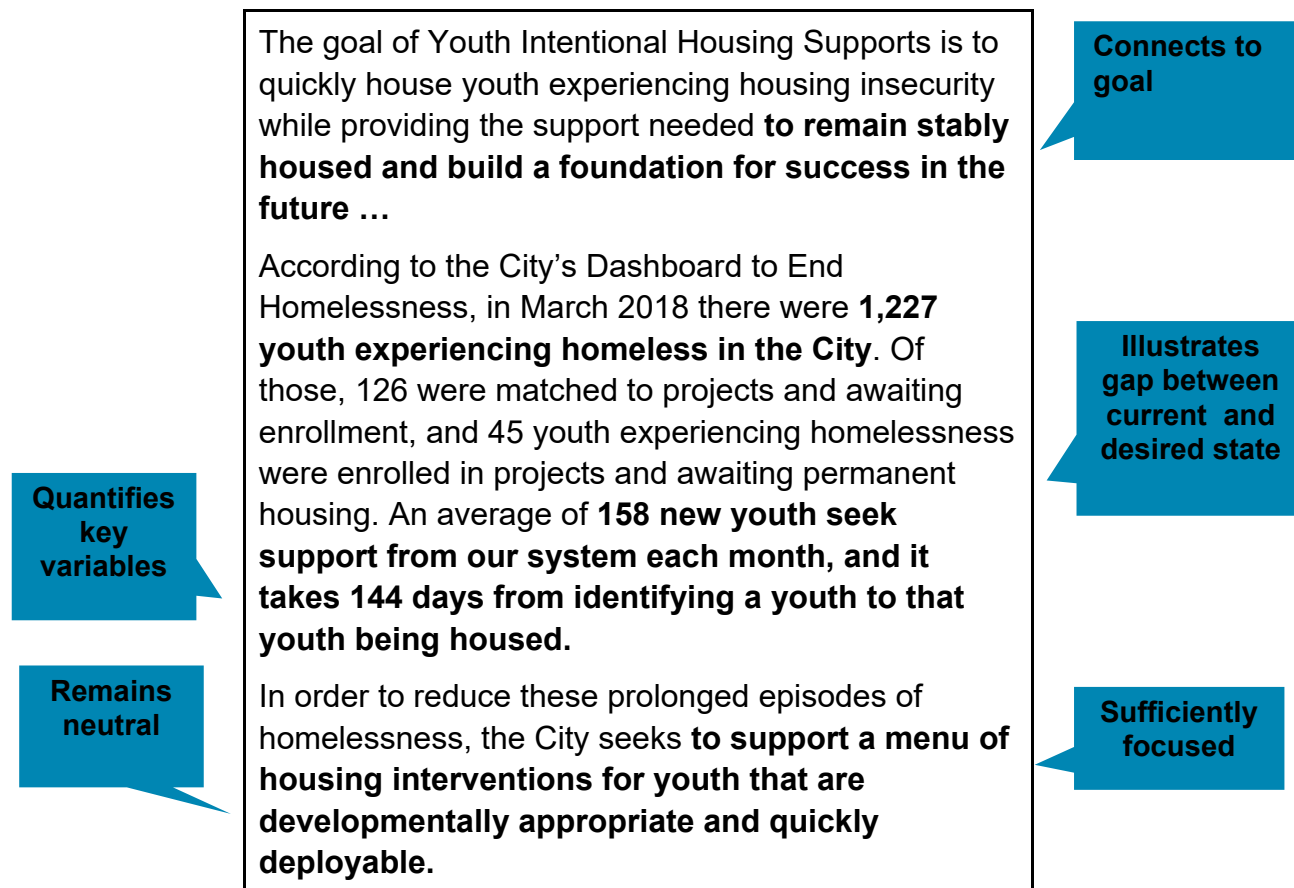 The goal of Youth Intentional Housing Supports is to
quickly house youth experiencing housing insecurity
while providing the support needed to remain stably
housed and build a foundation for success in the
future …
Connects to
goal
According to the City’s Dashboard to End
Homelessness, in March 2018 there were 1,227
youth experiencing homeless in the City. Of
those, 126 were matched to projects and awaiting
enrollment, and 45 youth experiencing homelessness
were enrolled in projects and awaiting permanent
housing. An average of 158 new youth seek
support from our system each month, and it
takes 144 days from identifying a youth to that
youth being housed.
Illustrates
gap between
current and
desired state
Quantifies
key
variables
In order to reduce these prolonged episodes of
homelessness, the City seeks to support a menu of
housing interventions for youth that are
developmentally appropriate and quickly
deployable.
Remains
neutral
Sufficiently
focused